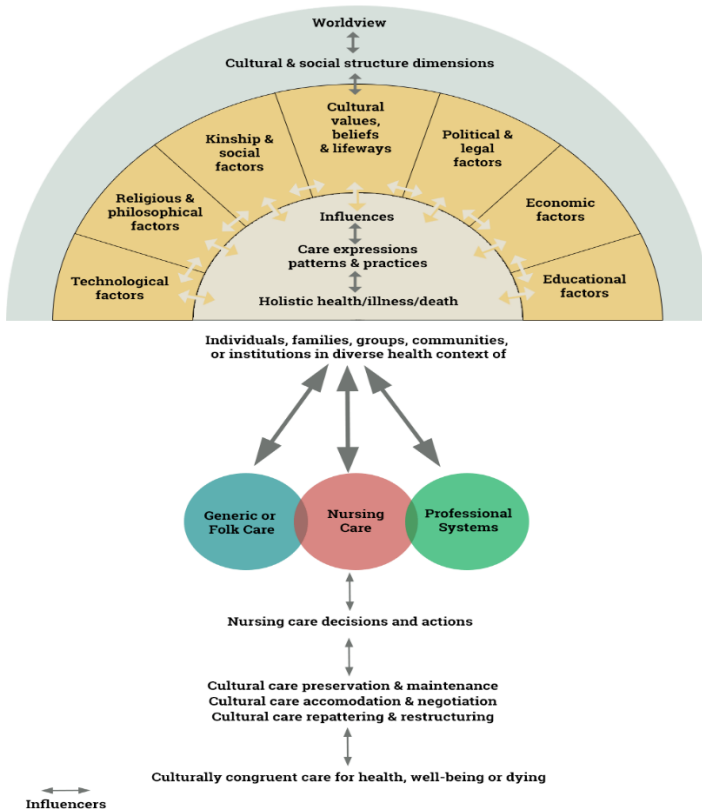 Worldview
Cultural & social structure dimensions
Cultural
values,
beliefs
& lifeways
Kinship &
social
factors
Political &
legal
factors
Religious &
philosophical
factors
Economic
factors
Technological
factors
Educational
factors
Influences
Care expressions
patterns & practices
Holistic health/illness/death
Individuals, families, groups, communities,
or institutions in diverse health context of
Generic or
Folk Care
Nursing
Care
Professional
Systems
Nursing care decisions and actions
Cultural care preservation & maintenance
Cultural care accomodation & negotiation
Cultural care repattering & restructuring
Culturally congruent care for health, well-being or dying
Influencers